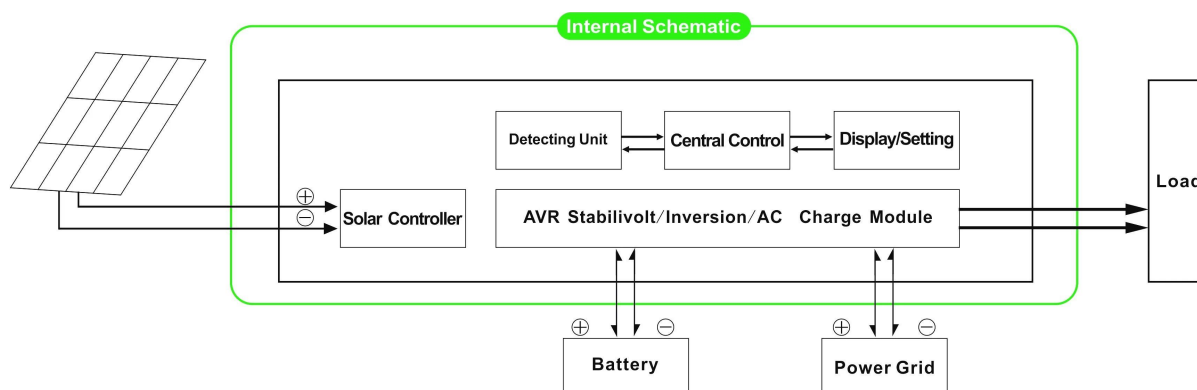 Internal Schematic
Detecting Unit
Central Control
Display/Setting
Load
⊕
⊖
Solar Controller
AVR Stabilivolt/Inversion/AC Charge Module
⊕
⊖
⊕
⊖
Battery
Power Grid